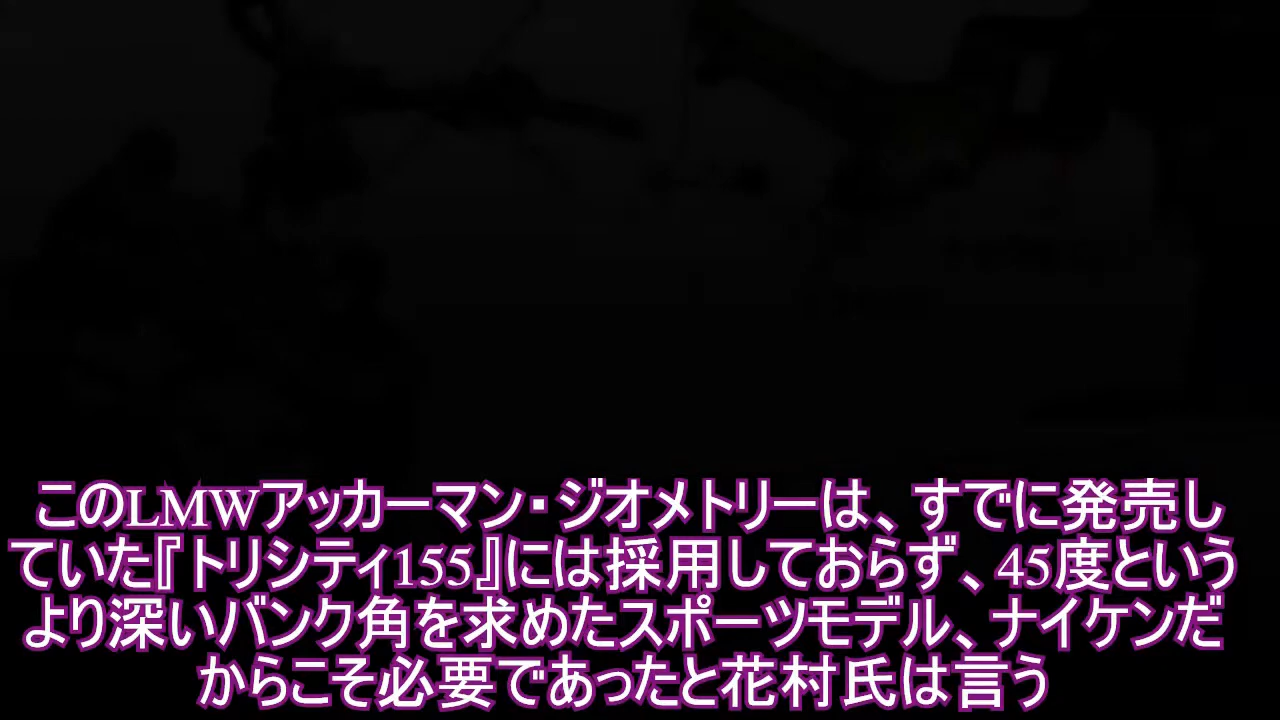 このLMWアッカーマン・ジオメトリーは、すでに発売し
ていた『トリシティ155』には採用しておらず、45度という
より深いバンク角を求めたスポーツモデル、ナイケンだ
からこそ必要であったと花村氏は言う